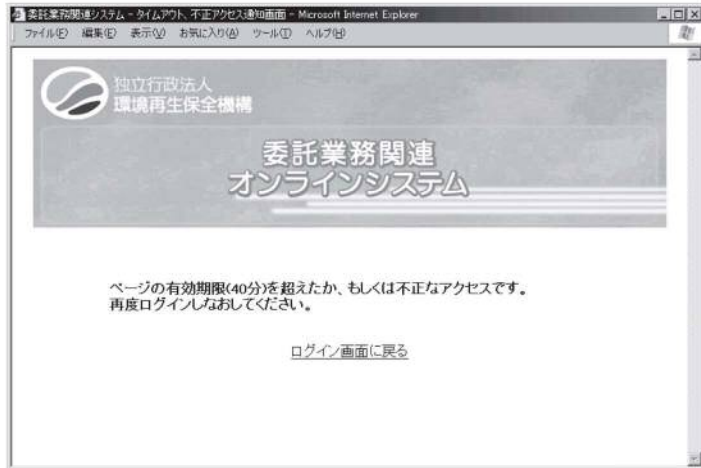 委託業務関連システム - タイムアウト、不正アクセス通知画面 - Microsoft Internet Explorer
ファイル(F) 編集(E) 表示(V) お気に入り(A) ツール(T) ヘルプ(H)
独立行政法人
環境再生保全機構
委託業務関連
オンラインシステム
ページの有効期限(40分)を超えたか、もしくは不正なアクセスです。
再度ログインしなおしてください。
ログイン画面に戻る